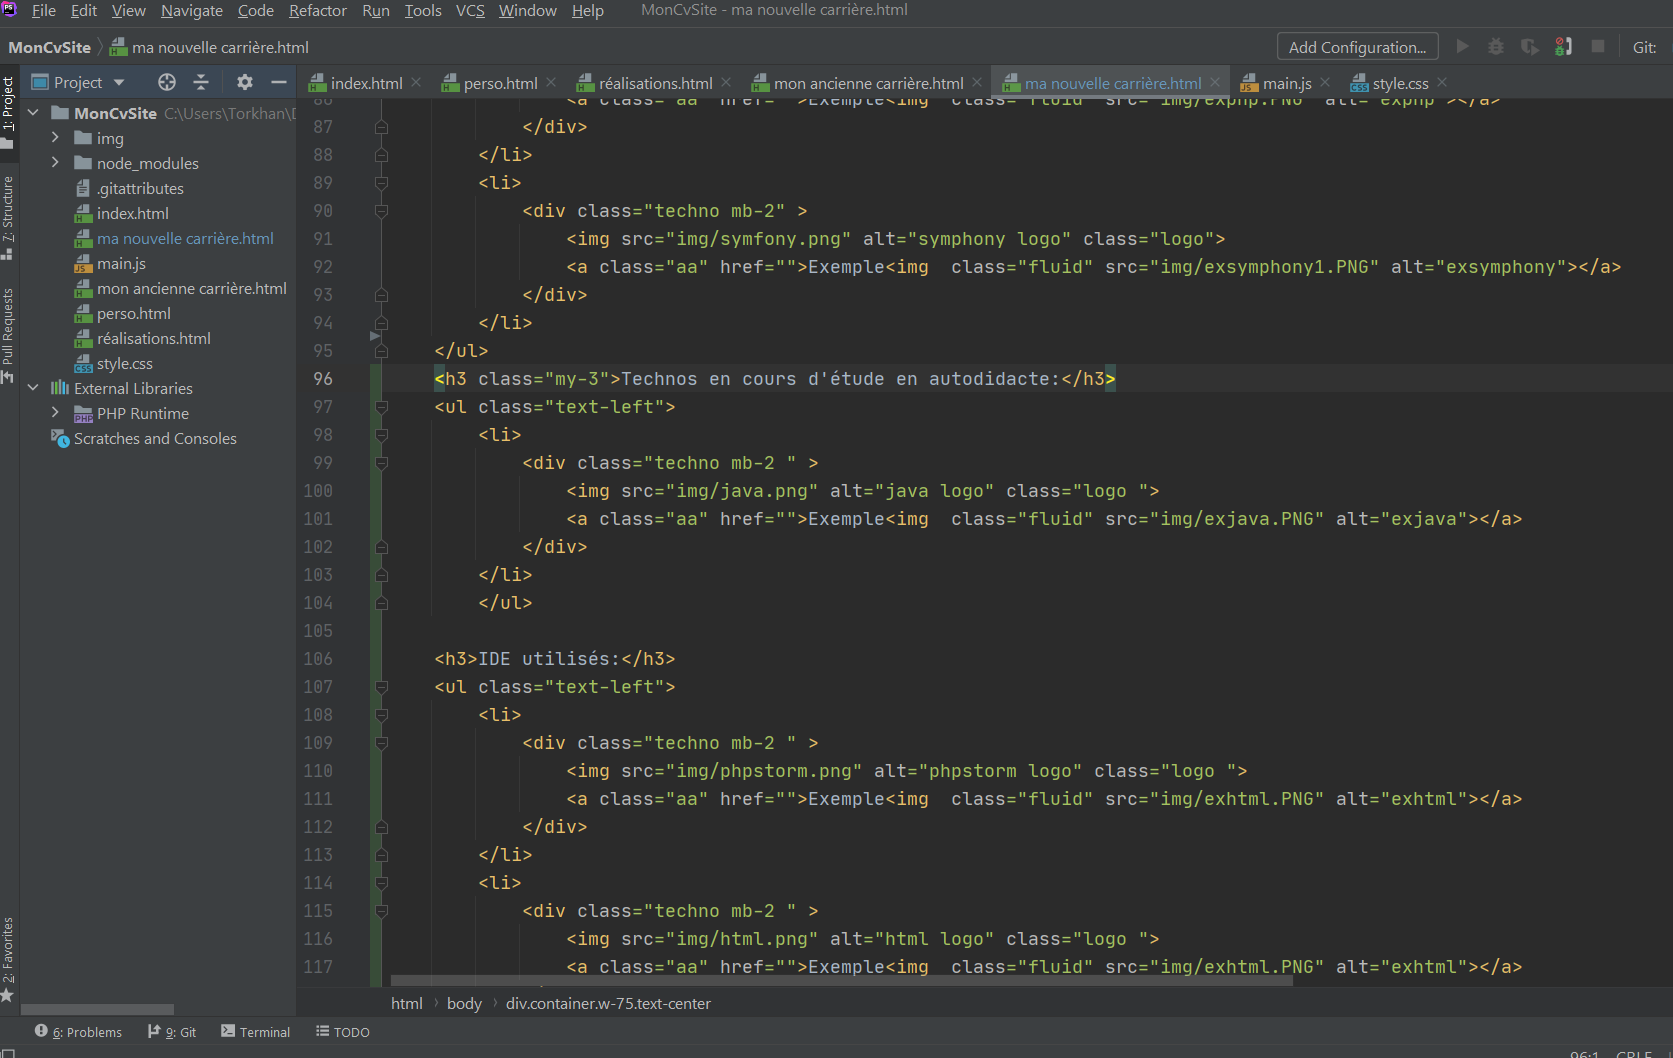 File Edit View Navigate Code Refactor Run Tools VCS Window Help MonCvSite - ma nouvelle carrière.html
MonCvSite ma nouvelle carrière.html Add Configuration... Git:
Project index.html perso.html réalisations.html mon ancienne carrière.html ma nouvelle carrière.html main.js style.css
1: Project
7: Structure
Pull Requests
2: Favorites
MonCvSite C:\Users\Torkhan\
img
node_modules
.gitattributes
index.html
ma nouvelle carrière.html
main.js
mon ancienne carrière.html
perso.html
réalisations.html
style.css
External Libraries
PHP Runtime
Scratches and Consoles
86 <a class="aa" href="">Exemple<img  class="fluid" src="img/exphp.PNG" alt="exphp"></a>
87 </div>
88 </li>
89 <li>
90 <div class="techno mb-2" >
91 <img src="img/symfony.png" alt="symphony logo" class="logo">
92 <a class="aa" href="">Exemple<img  class="fluid" src="img/exsymphony1.PNG" alt="exsymphony"></a>
93 </div>
94 </li>
95 </ul>
96 <h3 class="my-3">Technos en cours d'étude en autodidacte:</h3>
97 <ul class="text-left">
98 <li>
99 <div class="techno mb-2 " >
100 <img src="img/java.png" alt="java logo" class="logo ">
101 <a class="aa" href="">Exemple<img  class="fluid" src="img/exjava.PNG" alt="exjava"></a>
102 </div>
103 </li>
104 </ul>
105
106 <h3>IDE utilisés:</h3>
107 <ul class="text-left">
108 <li>
109 <div class="techno mb-2 " >
110 <img src="img/phpstorm.png" alt="phpstorm logo" class="logo ">
111 <a class="aa" href="">Exemple<img  class="fluid" src="img/exhtml.PNG" alt="exhtml"></a>
112 </div>
113 </li>
114 <li>
115 <div class="techno mb-2 " >
116 <img src="img/html.png" alt="html logo" class="logo ">
117 <a class="aa" href="">Exemple<img  class="fluid" src="img/exhtml.PNG" alt="exhtml"></a>
html body div.container.w-75.text-center
6: Problems 9: Git Terminal TODO
96:1 CRLF